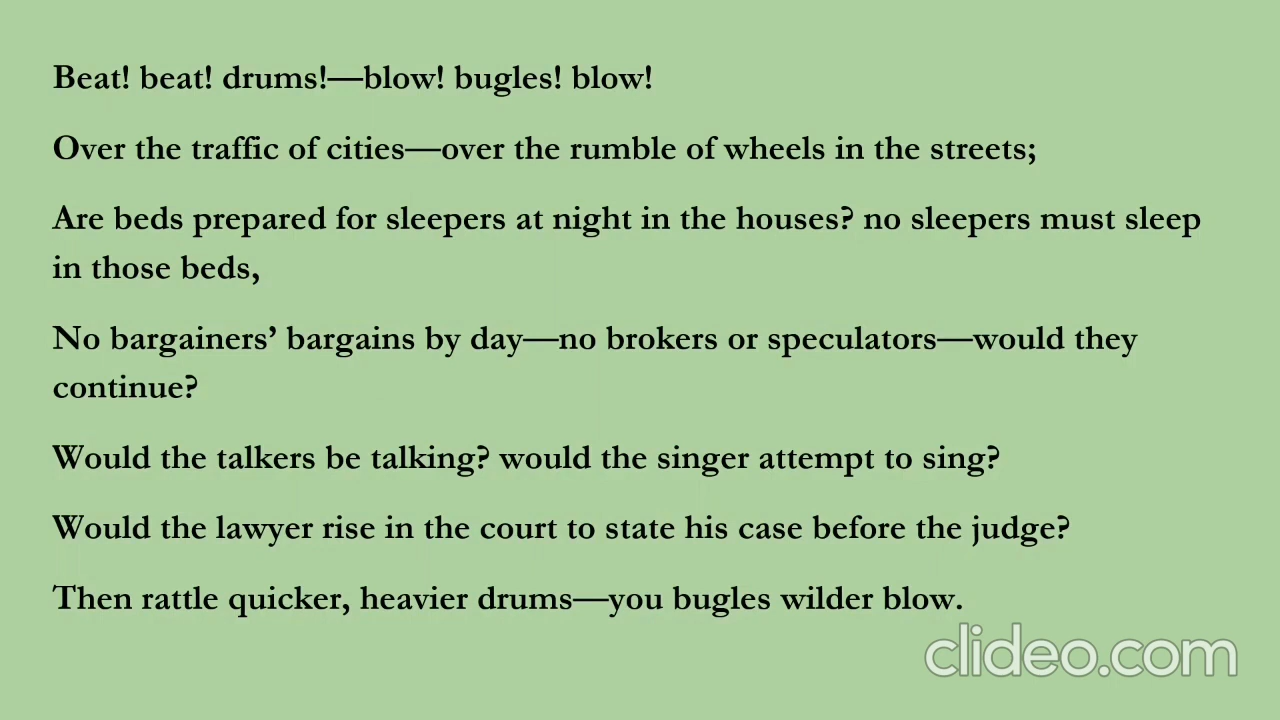 Beat! beat! drums!—blow! bugles! blow!
Over the traffic of cities—over the rumble of wheels in the streets;
Are beds prepared for sleepers at night in the houses? no sleepers must sleep
in those beds,
No bargainers’ bargains by day—no brokers or speculators—would they
continue?
Would the talkers be talking? would the singer attempt to sing?
Would the lawyer rise in the court to state his case before the judge?
Then rattle quicker, heavier drums—you bugles wilder blow.
clideo.com